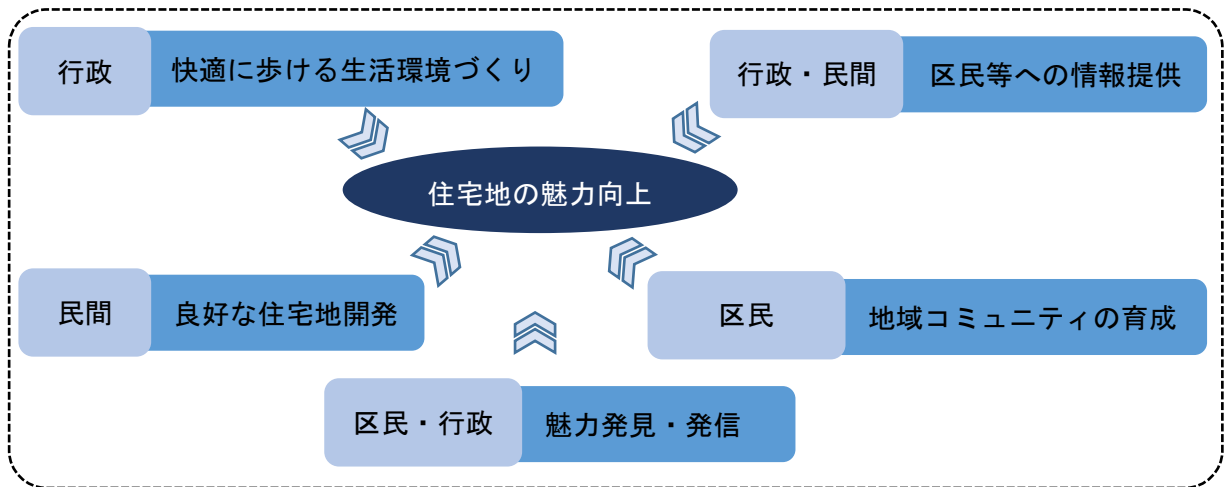 行政
快適に歩ける生活環境づくり
行政・民間
区民等への情報提供
住宅地の魅力向上
民間
良好な住宅地開発
区民
地域コミュニティの育成
区民・行政
魅力発見・発信